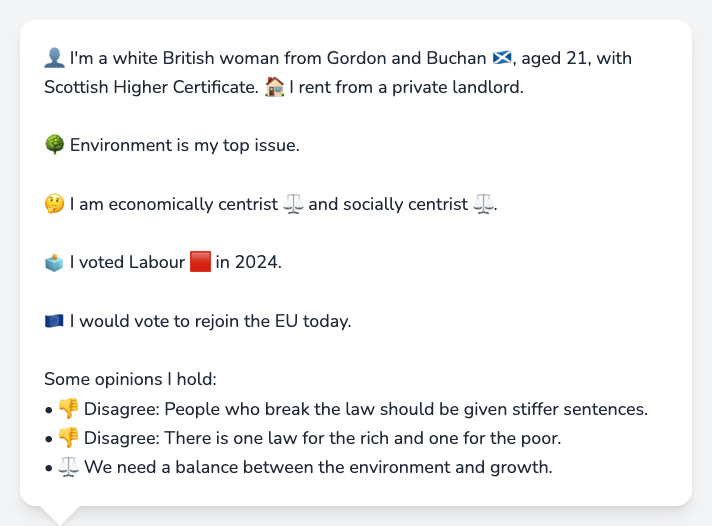 👤 I'm a white British woman from Gordon and Buchan 🏴󠁧󠁢󠁳󠁣󠁴󠁿, aged 21, with
Scottish Higher Certificate. 🏠 I rent from a private landlord.
🌳 Environment is my top issue.
🤔 I am economically centrist ⚖️ and socially centrist ⚖️.
🗳️ I voted Labour 🟥 in 2024.
🇪🇺 I would vote to rejoin the EU today.
Some opinions I hold:
• 👎 Disagree: People who break the law should be given stiffer sentences.
• 👎 Disagree: There is one law for the rich and one for the poor.
• ⚖️ We need a balance between the environment and growth.